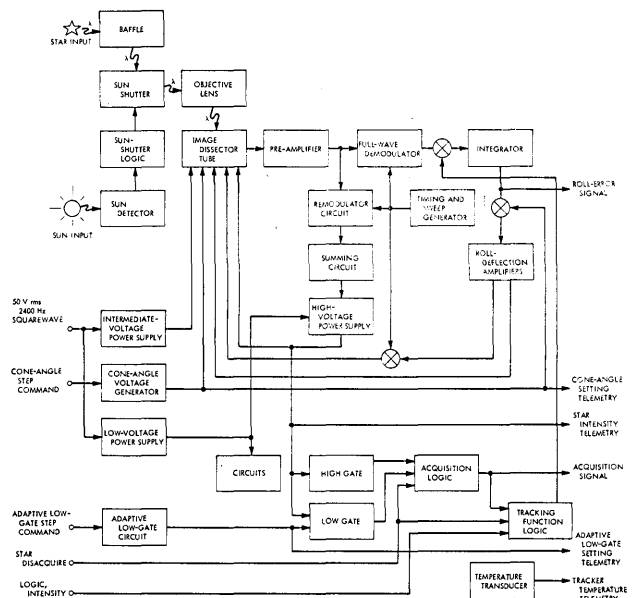 STAR INPUT
λ
BAFFLE
λ
SUN
SHUTTER
λ
OBJECTIVE
LENS
λ
SUN-
SHUTTER
LOGIC
IMAGE
DISSECTOR
TUBE
PRE-AMPLIFIER
FULL-WAVE
DEMODULATOR
INTEGRATOR
ROLL-ERROR
SIGNAL
SUN INPUT
SUN
DETECTOR
REMODULATOR
CIRCUIT
TIMING AND
SWEEP
GENERATOR
SUMMING
CIRCUIT
ROLL-
DEFLECTION
AMPLIFIERS
50 V rms
2400 Hz
SQUAREWAVE
INTERMEDIATE-
VOLTAGE
POWER SUPPLY
HIGH-
VOLTAGE
POWER SUPPLY
CONE-ANGLE
STEP
COMMAND
CONE-ANGLE
VOLTAGE
GENERATOR
CONE-ANGLE
SETTING
TELEMETRY
LOW-VOLTAGE
POWER SUPPLY
STAR
INTENSITY
TELEMETRY
CIRCUITS
HIGH GATE
ACQUISITION
LOGIC
ACQUISITION
SIGNAL
ADAPTIVE LOW-
GATE STEP
COMMAND
ADAPTIVE
LOW-GATE
CIRCUIT
LOW GATE
TRACKING
FUNCTION
LOGIC
ADAPTIVE
LOW-GATE
SETTING
TELEMETRY
STAR
DISACQUIRE
LOGIC,
INTENSITY
TEMPERATURE
TRANSDUCER
TRACKER
TEMPERATURE
TELEMETRY